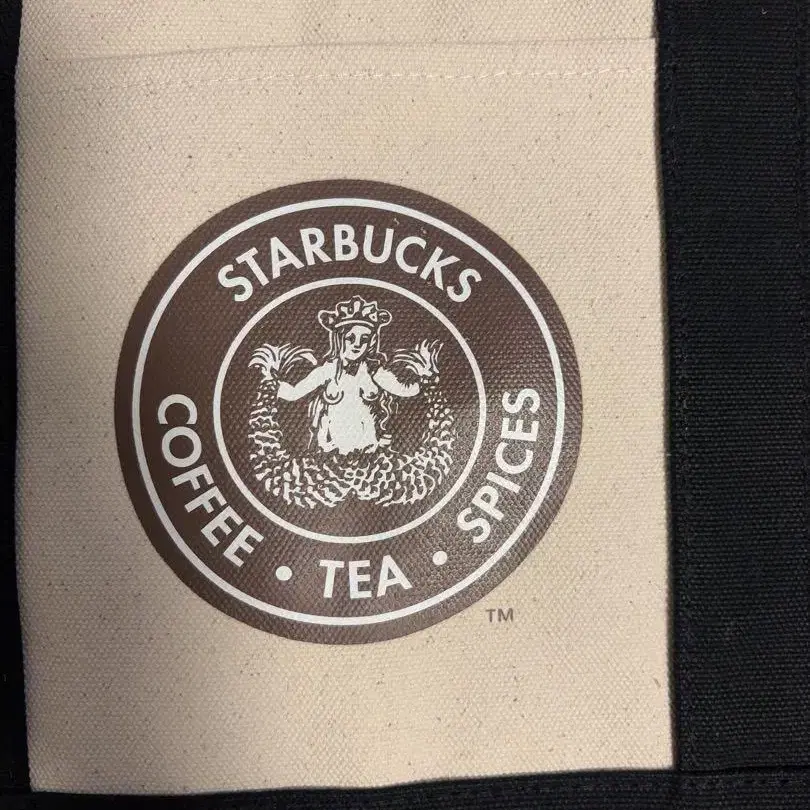 STARBUCKS
COFFEE • TEA • SPICES
TM